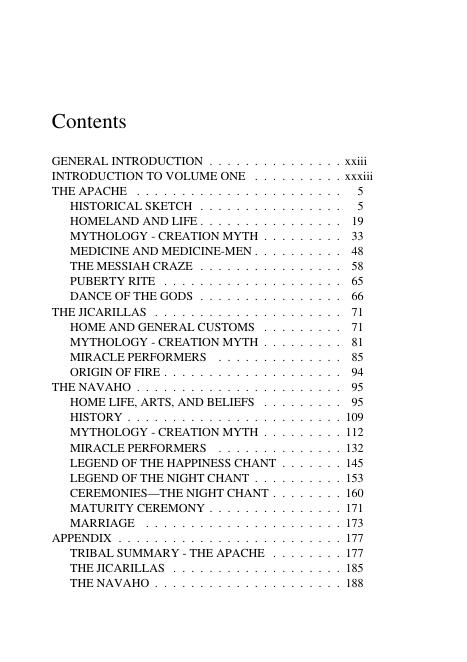 Contents
GENERAL INTRODUCTION . . . . . . . . . . . . . . . . . . xxiii
INTRODUCTION TO VOLUME ONE . . . . . . . . . . . . xxxiii
THE APACHE . . . . . . . . . . . . . . . . . . . . . . . 5
HISTORICAL SKETCH . . . . . . . . . . . . . . . . . 5
HOMELAND AND LIFE . . . . . . . . . . . . . . . . 19
MYTHOLOGY - CREATION MYTH . . . . . . . . . 33
MEDICINE AND MEDICINE-MEN . . . . . . . . . . 48
THE MESSIAH CRAZE . . . . . . . . . . . . . . . . . 58
PUBERTY RITE . . . . . . . . . . . . . . . . . . . . . 65
DANCE OF THE GODS . . . . . . . . . . . . . . . . . 66
THE JICARILLAS . . . . . . . . . . . . . . . . . . . . . 71
HOME AND GENERAL CUSTOMS . . . . . . . . . . 71
MYTHOLOGY - CREATION MYTH . . . . . . . . . 81
MIRACLE PERFORMERS . . . . . . . . . . . . . . . 85
ORIGIN OF FIRE . . . . . . . . . . . . . . . . . . . . 94
THE NAVAHO . . . . . . . . . . . . . . . . . . . . . . . 95
HOME LIFE, ARTS, AND BELIEFS . . . . . . . . . 95
HISTORY . . . . . . . . . . . . . . . . . . . . . . . . 109
MYTHOLOGY - CREATION MYTH . . . . . . . . . 112
MIRACLE PERFORMERS . . . . . . . . . . . . . . . 132
LEGEND OF THE HAPPINESS CHANT . . . . . . . 145
LEGEND OF THE NIGHT CHANT . . . . . . . . . . 153
CEREMONIES—THE NIGHT CHANT . . . . . . . . 160
MATURITY CEREMONY . . . . . . . . . . . . . . . 171
MARRIAGE . . . . . . . . . . . . . . . . . . . . . . . 173
APPENDIX . . . . . . . . . . . . . . . . . . . . . . . . . 177
TRIBAL SUMMARY - THE APACHE . . . . . . . . 177
THE JICARILLAS . . . . . . . . . . . . . . . . . . . 185
THE NAVAHO . . . . . . . . . . . . . . . . . . . . . 188